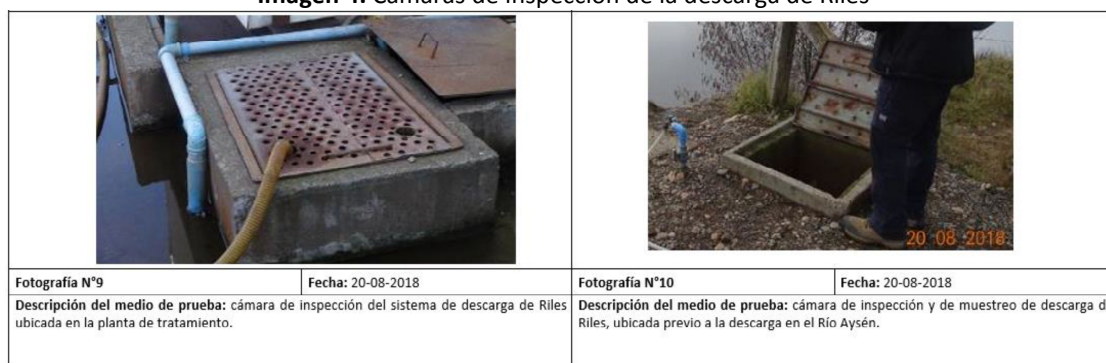 Imagen 4. Cámaras de inspección de la descarga de Riles
20 08 2018
Fotografía N°9
Fecha: 20-08-2018
Fotografía N°10
Fecha: 20-08-2018
Descripción del medio de prueba: cámara de inspección del sistema de descarga de Riles
ubicada en la planta de tratamiento.
Descripción del medio de prueba: cámara de inspección y de muestreo de descarga d
Riles, ubicada previo a la descarga en el Río Aysén.